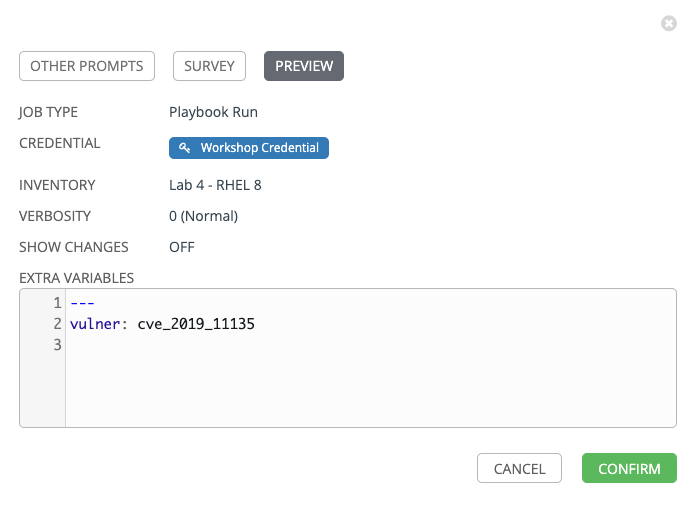 OTHER PROMPTS SURVEY PREVIEW
JOB TYPE Playbook Run
CREDENTIAL Workshop Credential
INVENTORY Lab 4 - RHEL 8
VERBOSITY 0 (Normal)
SHOW CHANGES OFF
EXTRA VARIABLES
1 ---
2 vulner: cve_2019_11135
3
CANCEL CONFIRM